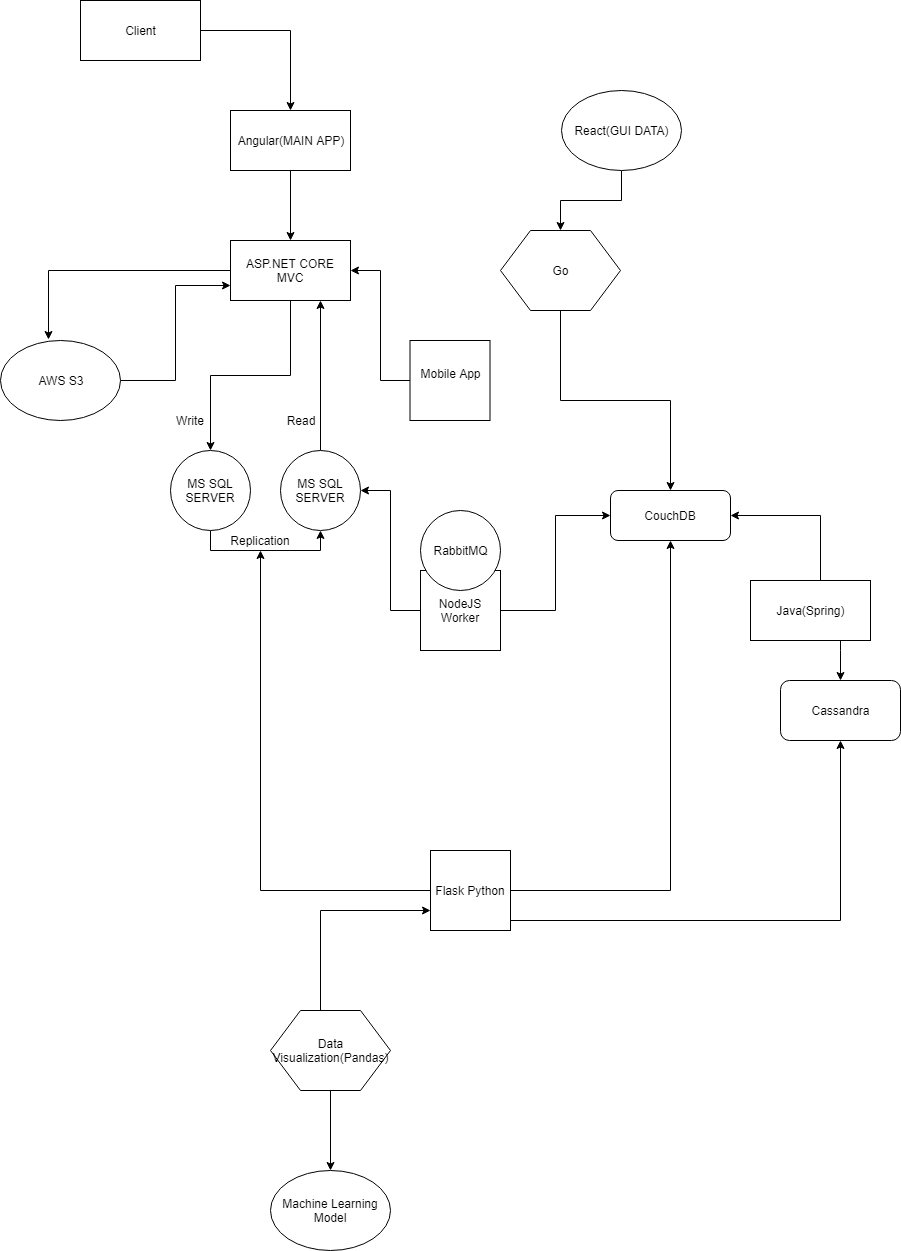 Client
Angular(MAIN APP)
React(GUI DATA)
ASP.NET CORE
MVC
Go
AWS S3
Mobile App
Write
Read
MS SQL
SERVER
MS SQL
SERVER
CouchDB
Replication
RabbitMQ
NodeJS
Worker
Java(Spring)
Cassandra
Flask Python
Data
Visualization(Pandas)
Machine Learning
Model